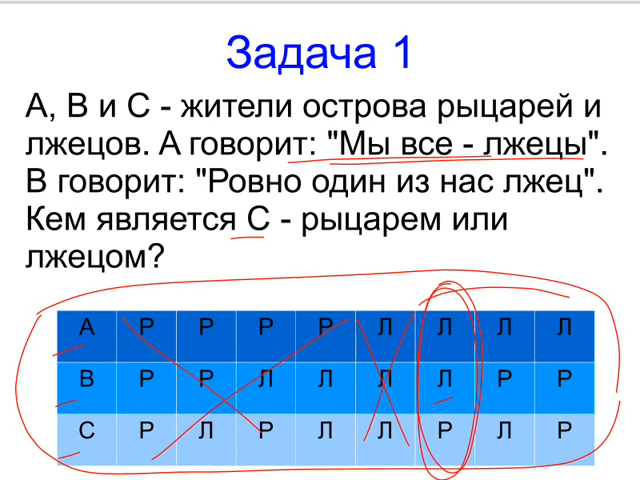 Задача 1
А, В и С - жители острова рыцарей и
лжецов. А говорит: "Мы все - лжецы".
В говорит: "Ровно один из нас лжец".
Кем является С - рыцарем или
лжецом?
А Р Р Р Р Л Л Л Л
В Р Р Л Л Л Л Р Р
С Р Л Р Л Л Р Л Р